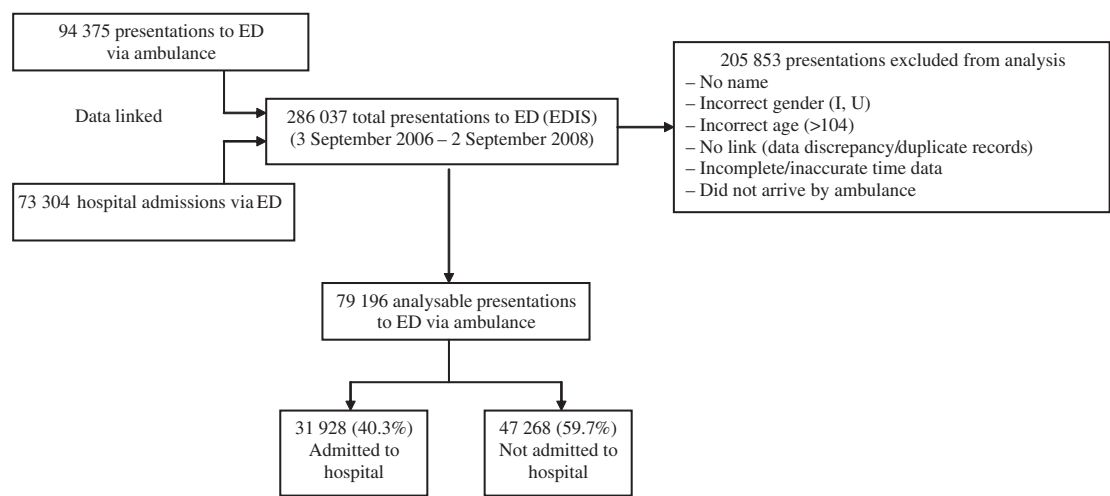 94 375 presentations to ED
via ambulance
Data linked
73 304 hospital admissions via ED
286 037 total presentations to ED (EDIS)
(3 September 2006 – 2 September 2008)
205 853 presentations excluded from analysis
– No name
– Incorrect gender (I, U)
– Incorrect age (>104)
– No link (data discrepancy/duplicate records)
– Incomplete/inaccurate time data
– Did not arrive by ambulance
79 196 analysable presentations
to ED via ambulance
31 928 (40.3%)
Admitted to
hospital
47 268 (59.7%)
Not admitted to
hospital